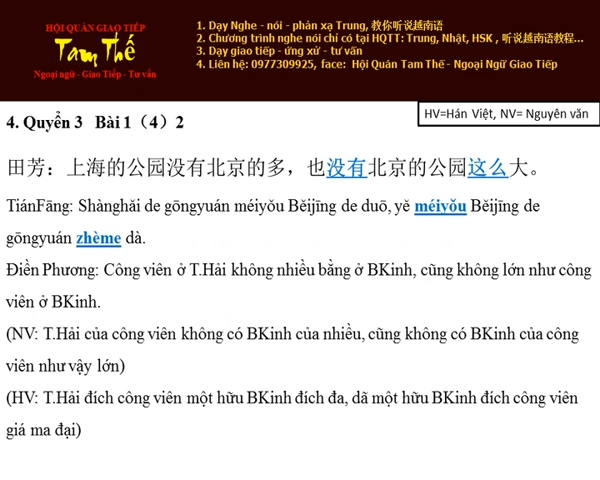 HỘI QUÁN GIAO TIẾP
Tam Thế
Ngoại ngữ - Giao Tiếp - Tư vấn
1. Dạy Nghe - nói - phản xạ Trung, 教你听说越南语
2. Chương trình nghe nói chỉ có tại HQTT: Trung, Nhật, HSK , 听说越南语教程...
3. Dạy giao tiếp - ứng xử - tư vấn
4. Liên hệ: 0977309925, face: Hội Quán Tam Thế - Ngoại Ngữ Giao Tiếp
HV=Hán Việt, NV= Nguyên văn
4. Quyển 3 Bài 1（4）2
田芳：上海的公园没有北京的多，也没有北京的公园这么大。
TiánFāng: Shànghǎi de gōngyuán méiyǒu Běijīng de duō, yě méiyǒu Běijīng de
gōngyuán zhème dà.
Điền Phương: Công viên ở T.Hải không nhiều bằng ở BKinh, cũng không lớn như công
viên ở BKinh.
(NV: T.Hải của công viên không có BKinh của nhiều, cũng không có BKinh của công
viên như vậy lớn)
(HV: T.Hải đích công viên một hữu BKinh đích đa, dã một hữu BKinh đích công viên
giá ma đại)